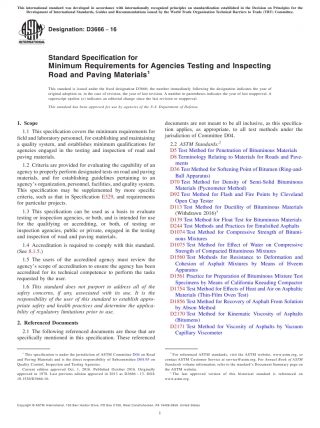 This international standard was developed in accordance with internationally recognized principles on standardization established in the Decision on Principles for the
Development of International Standards, Guides and Recommendations issued by the World Trade Organization Technical Barriers to Trade (TBT) Committee.
Designation: D3666 − 16
Standard Specification for
Minimum Requirements for Agencies Testing and Inspecting
Road and Paving Materials1
This standard is issued under the fixed designation D3666; the number immediately following the designation indicates the year of
original adoption or, in the case of revision, the year of last revision. A number in parentheses indicates the year of last reapproval. A
superscript epsilon (ε) indicates an editorial change since the last revision or reapproval.
This standard has been approved for use by agencies of the U.S. Department of Defense.
1. Scope
1.1 This specification covers the minimum requirements for
field and laboratory personnel, for establishing and maintaining
a quality system, and establishes minimum qualifications for
agencies engaged in the testing and inspection of road and
paving materials.
1.2 Criteria are provided for evaluating the capability of an
agency to properly perform designated tests on road and paving
materials, and for establishing guidelines pertaining to an
agency's organization, personnel, facilities, and quality system.
This specification may be supplemented by more specific
criteria, such as that in Specification E329, and requirements
for particular projects.
1.3 This specification can be used as a basis to evaluate
testing or inspection agencies, or both, and is intended for use
for the qualifying or accrediting, or both, of testing or
inspection agencies, public or private, engaged in the testing
and inspection of road and paving materials.
1.4 Accreditation is required to comply with this standard.
(See 8.1.3.)
1.5 The users of the accredited agency must review the
agency's scope of accreditation to ensure the agency has been
accredited for its technical competence to perform the tasks
requested by the user.
1.6 This standard does not purport to address all of the
safety concerns, if any, associated with its use. It is the
responsibility of the user of this standard to establish appro-
priate safety and health practices and determine the applica-
bility of regulatory limitations prior to use.
2. Referenced Documents
2.1 The following referenced documents are those that are
specifically mentioned in this specification. These referenced
documents are not meant to be all inclusive, as this specifica-
tion applies, as appropriate, to all test methods under the
jurisdiction of Committee D04.
2.2 ASTM Standards:2
D5 Test Method for Penetration of Bituminous Materials
D8 Terminology Relating to Materials for Roads and Pave-
ments
D36 Test Method for Softening Point of Bitumen (Ring-and-
Ball Apparatus)
D70 Test Method for Density of Semi-Solid Bituminous
Materials (Pycnometer Method)
D92 Test Method for Flash and Fire Points by Cleveland
Open Cup Tester
D113 Test Method for Ductility of Bituminous Materials
(Withdrawn 2016)3
D139 Test Method for Float Test for Bituminous Materials
D244 Test Methods and Practices for Emulsified Asphalts
D1074 Test Method for Compressive Strength of Bitumi-
nous Mixtures
D1075 Test Method for Effect of Water on Compressive
Strength of Compacted Bituminous Mixtures
D1560 Test Methods for Resistance to Deformation and
Cohesion of Asphalt Mixtures by Means of Hveem
Apparatus
D1561 Practice for Preparation of Bituminous Mixture Test
Specimens by Means of California Kneading Compactor
D1754 Test Method for Effects of Heat and Air on Asphaltic
Materials (Thin-Film Oven Test)
D1856 Test Method for Recovery of Asphalt From Solution
by Abson Method
D2170 Test Method for Kinematic Viscosity of Asphalts
(Bitumens)
D2171 Test Method for Viscosity of Asphalts by Vacuum
Capillary Viscometer
1 This specification is under the jurisdiction of ASTM Committee D04 on Road
and Paving Materials and is the direct responsibility of Subcommittee D04.95 on
Quality Control, Inspection and Testing Agencies.
Current edition approved Oct. 1, 2016. Published October 2016. Originally
2 For referenced ASTM standards, visit the ASTM website, www.astm.org, or
contact ASTM Customer Service at service@astm.org. For Annual Book of ASTM
Standards volume information, refer to the standard's Document Summary page on
the ASTM website.
3 The last approved version of this historical standard is referenced on
www.astm.org.
Copyright © ASTM International, 100 Barr Harbor Drive, PO Box C700, West Conshohocken, PA 19428-2959. United States
1